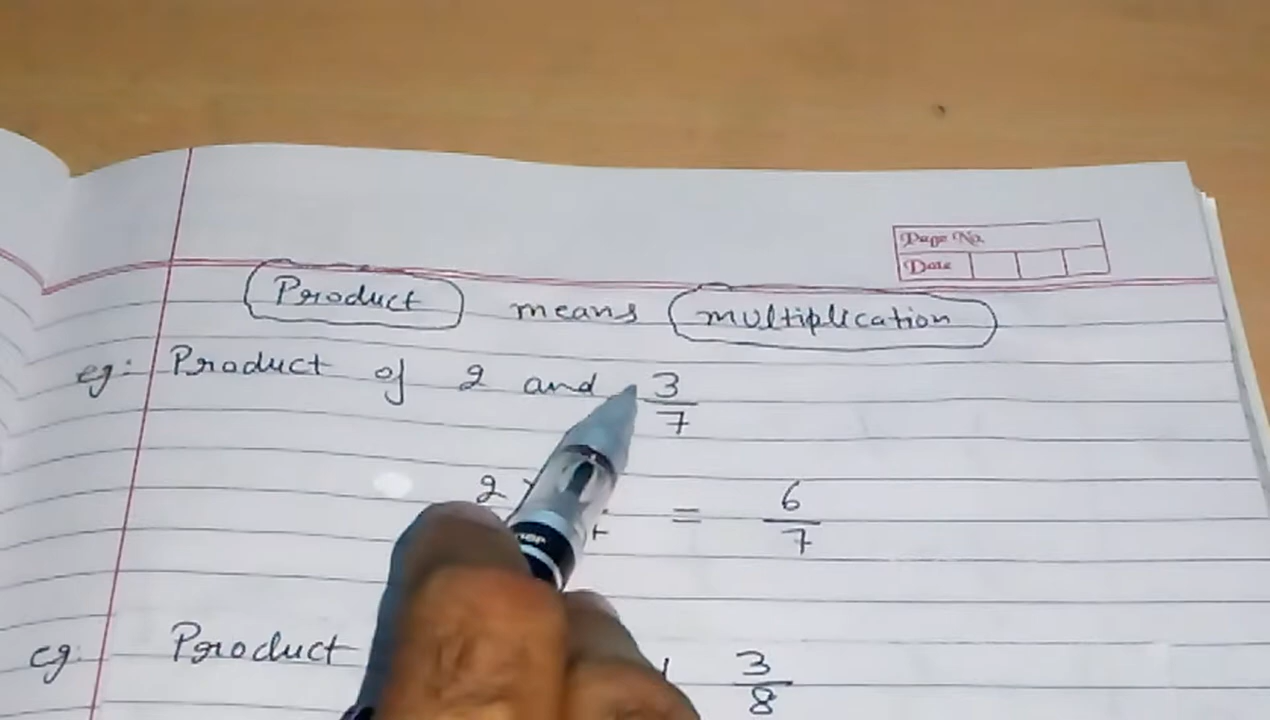 Page No.
Date
Product means multiplication
eg: Product of 2 and 3/7
2 = 6/7
eg: Product 3/8